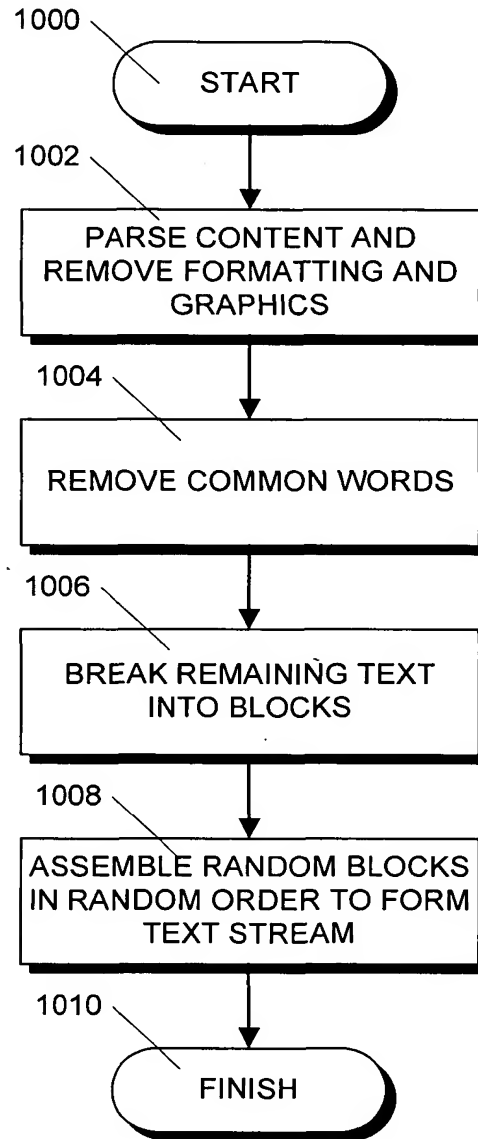 1000
START
1002
PARSE CONTENT AND
REMOVE FORMATTING AND
GRAPHICS
1004
REMOVE COMMON WORDS
1006
BREAK REMAINING TEXT
INTO BLOCKS
1008
ASSEMBLE RANDOM BLOCKS
IN RANDOM ORDER TO FORM
TEXT STREAM
1010
FINISH